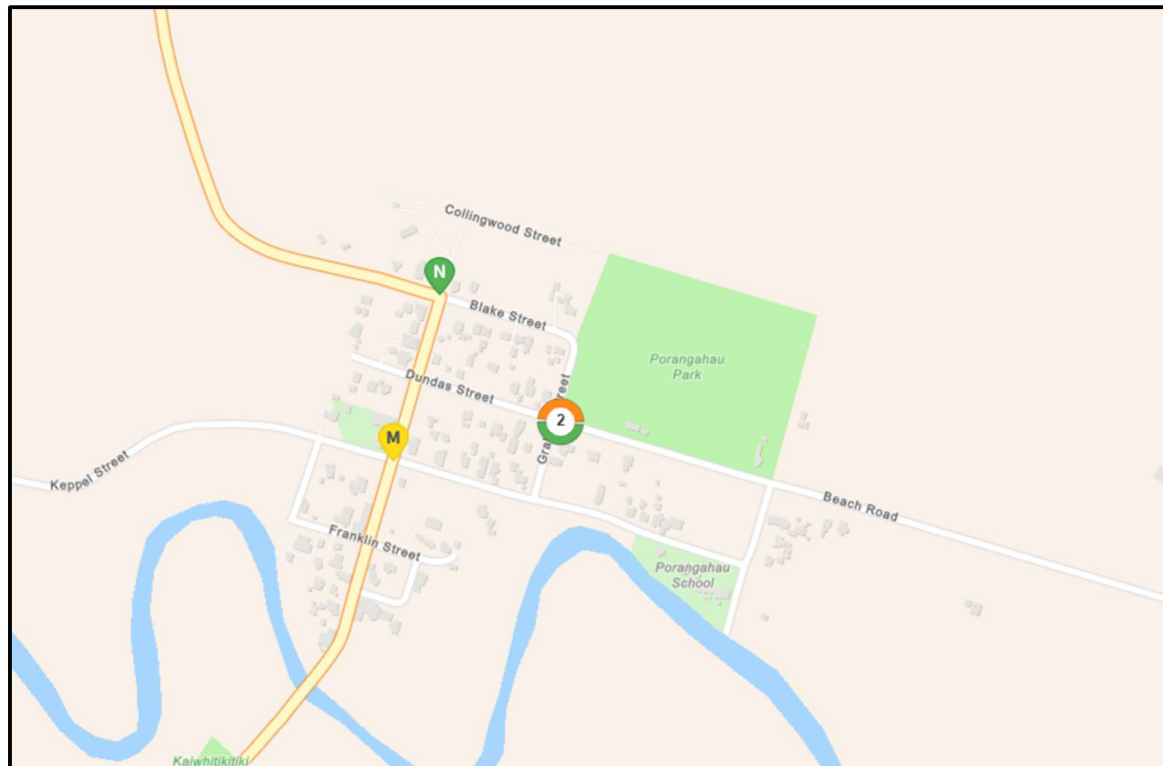 Collingwood Street
N
Blake Street
Porangahau
Park
Dundas Street
2
M
Keppel Street
Beach Road
Franklin Street
Porangahau
School
Kaiwhitikitiki